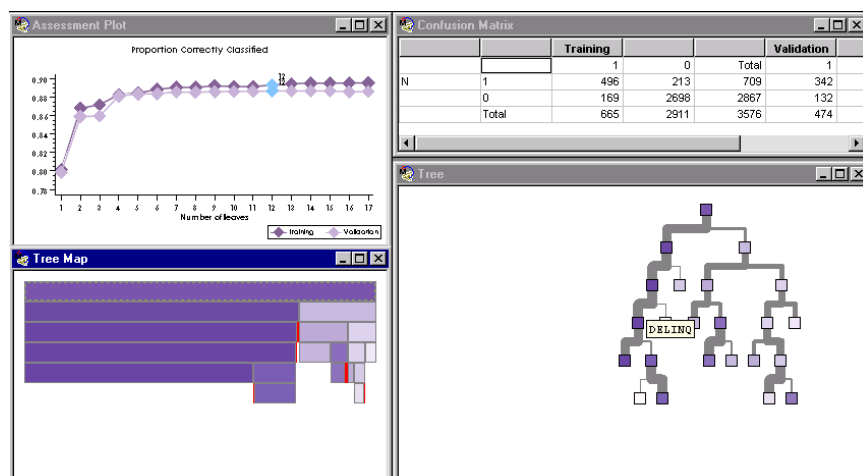 Assessment Plot
Proportion Correctly Classified
0.90
0.88
0.86
0.84
0.82
0.80
0.78
1 2 3 4 5 6 7 8 9 10 11 12 13 14 15 16 17
Number of leaves
Training Validation
Confusion Matrix
Training Validation
1 0 Total 1
N 1 496 213 709 342
0 169 2698 2867 132
Total 665 2911 3576 474
Tree Map
Tree
DELINQ